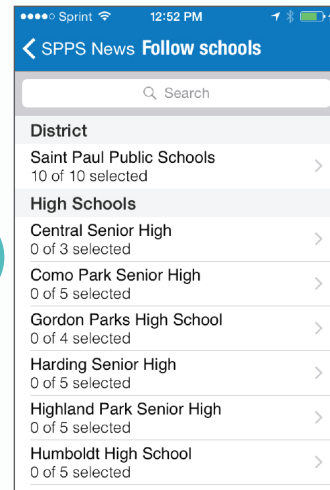 Sprint 12:52 PM
SPPS News Follow schools
Search
District
Saint Paul Public Schools
10 of 10 selected
High Schools
Central Senior High
0 of 3 selected
Como Park Senior High
0 of 5 selected
Gordon Parks High School
0 of 4 selected
Harding Senior High
0 of 5 selected
Highland Park Senior High
0 of 5 selected
Humboldt High School
0 of 5 selected